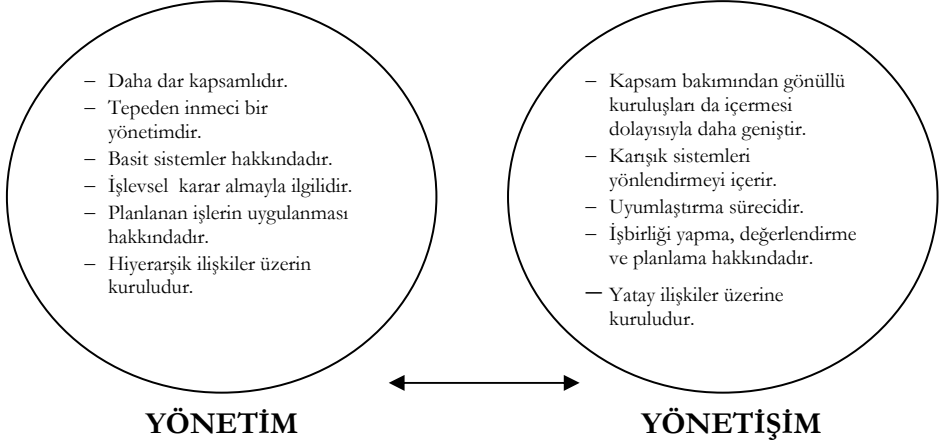 – Daha dar kapsamlıdır.
– Tepeden inmeci bir
yönetimdir.
– Basit sistemler hakkındadır.
– İşlevsel karar almayla ilgilidir.
– Planlanan işlerin uygulanması
hakkındadır.
– Hiyerarşik ilişkiler üzerin
kuruludur.
– Kapsam bakımından gönüllü
kuruluşları da içermesi
dolayısıyla daha geniştir.
– Karışık sistemleri
yönlendirmeyi içerir.
– Uyumlaştırma sürecidir.
– İşbirliği yapma, değerlendirme
ve planlama hakkındadır.
– Yatay ilişkiler üzerine
kuruludur.
YÖNETİM
YÖNETİŞİM